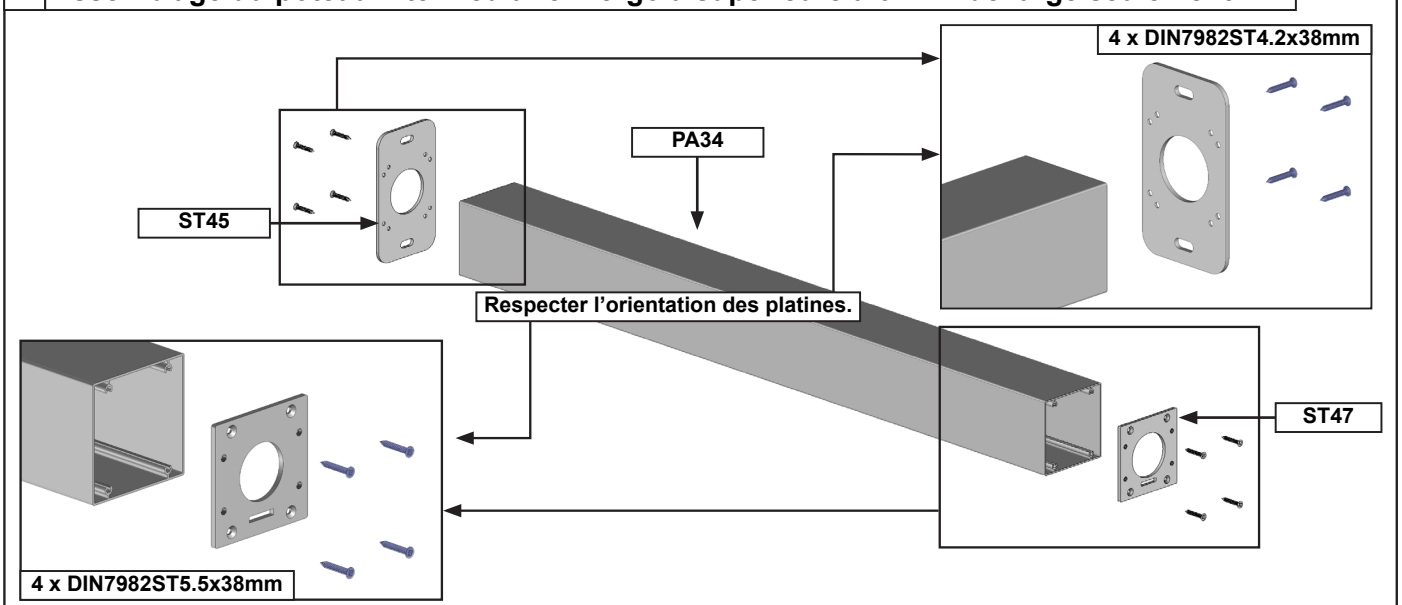 4 x DIN7982ST4.2x38mm
PA34
ST45
Respecter l’orientation des platines.
ST47
4 x DIN7982ST5.5x38mm